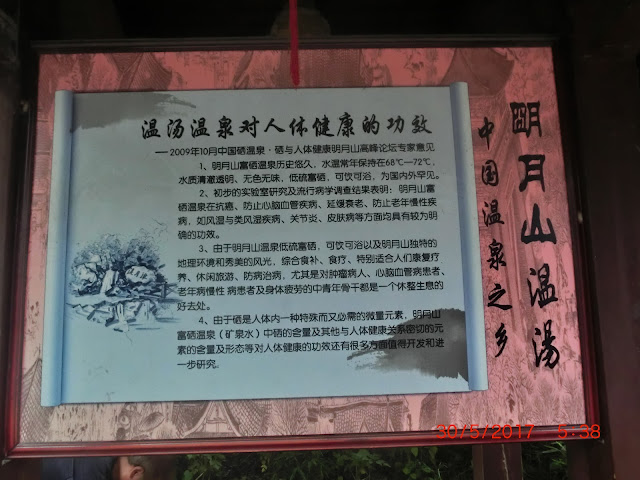 温汤温泉对人体健康的功效
—2009年10月中国硒温泉·硒与人体健康明月山高峰论坛专家意见
1、明月山富硒温泉历史悠久，水温常年保持在68℃—72℃，
水质清澈透明、无色无味，低硫富硒，可饮可浴，为国内外罕见。
2、初步的实验室研究及流行病学调查结果表明：明月山富
硒温泉在抗癌、防止心脑血管疾病、延缓衰老、防止老年慢性疾
病，如风湿与类风湿疾病、关节炎、皮肤病等方面均具有较为明
确的功效。
3、由于明月山温泉低硫富硒，可饮可浴以及明月山独特的
地理环境和秀美的风光，综合食补、食疗、特别适合人们康复疗
养、休闲旅游、防病治病，尤其是对肿瘤病人、心脑血管病患者、
老年病慢性 病患者及身体疲劳的中青年骨干都是一个休整生息的
好去处。
4、由于硒是人体内一种特殊而又必需的微量元素，明月山
富硒温泉（矿泉水）中硒的含量及其他与人体健康关系密切的元
素的含量及形态等对人体健康的功效还有很多方面值得开发和进
一步研究。
明月山温汤
中国温泉之乡
30/5/2017 5:38